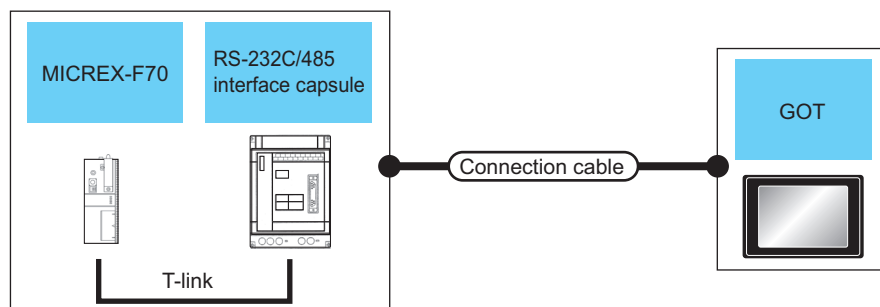 MICREX-F70
RS-232C/485
interface capsule
GOT
Connection cable
T-link